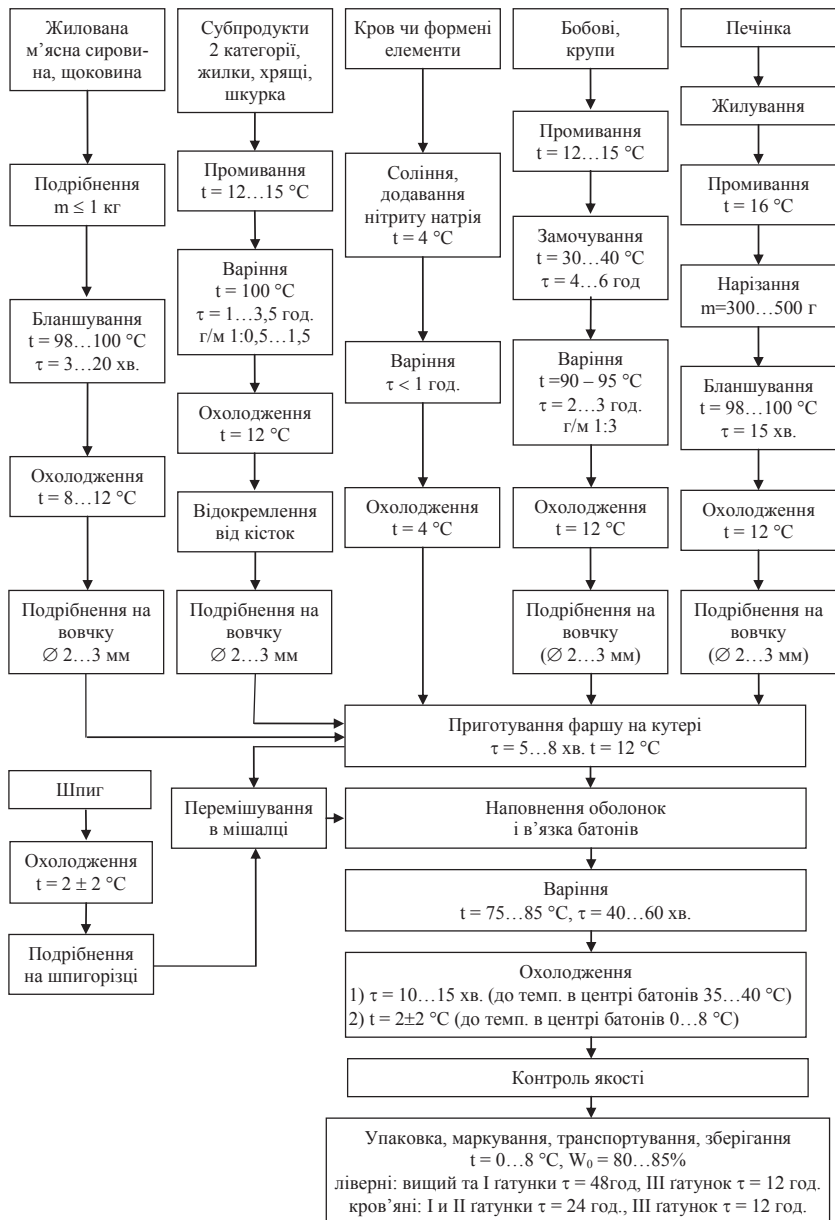 Жилована
м’ясна сирови-
на, щоковина
Подрібнення
m ≤ 1 кг
Бланшування
t = 98…100 °С
τ = 3…20 хв.
Охолодження
t = 8…12 °С
Подрібнення на
вовчку
∅ 2…3 мм
Субпродукти
2 категорії,
жилки, хрящі,
шкурка
Промивання
t = 12…15 °С
Варіння
t = 100 °С
τ = 1…3,5 год.
г/м 1:0,5…1,5
Охолодження
t = 12 °С
Відокремлення
від кісток
Подрібнення на
вовчку
∅ 2…3 мм
Кров чи формені
елементи
Соління,
додавання
нітриту натрія
t = 4 °С
Варіння
τ < 1 год.
Охолодження
t = 4 °С
Бобові,
крупи
Промивання
t = 12…15 °С
Замочування
t = 30…40 °С
τ = 4…6 год
Варіння
t =90 – 95 °С
τ = 2…3 год.
г/м 1:3
Охолодження
t = 12 °С
Подрібнення на
вовчку
(∅ 2…3 мм)
Печінка
Жилування
Промивання
t = 16 °С
Нарізання
m=300…500 г
Бланшування
t = 98…100 °С
τ = 15 хв.
Охолодження
t = 12 °С
Подрібнення на
вовчку
(∅ 2…3 мм)
Приготування фаршу на кутері
τ = 5…8 хв. t = 12 °С
Шпиг
Охолодження
t = 2 ± 2 °С
Подрібнення
на шпигорізці
Перемішування
в мішалці
Наповнення оболонок
і в’язка батонів
Варіння
t = 75…85 °С, τ = 40…60 хв.
Охолодження
1) τ = 10…15 хв. (до темп. в центрі батонів 35…40 °С)
2) t = 2±2 °С (до темп. в центрі батонів 0…8 °С)
Контроль якості
Упаковка, маркування, транспортування, зберігання
t = 0…8 °С, W₀ = 80…85%
ліверні: вищий та І ґатунки τ = 48год, ІІІ ґатунок τ = 12 год.
кров’яні: І и ІІ ґатунки τ = 24 год., ІІІ ґатунок τ = 12 год.